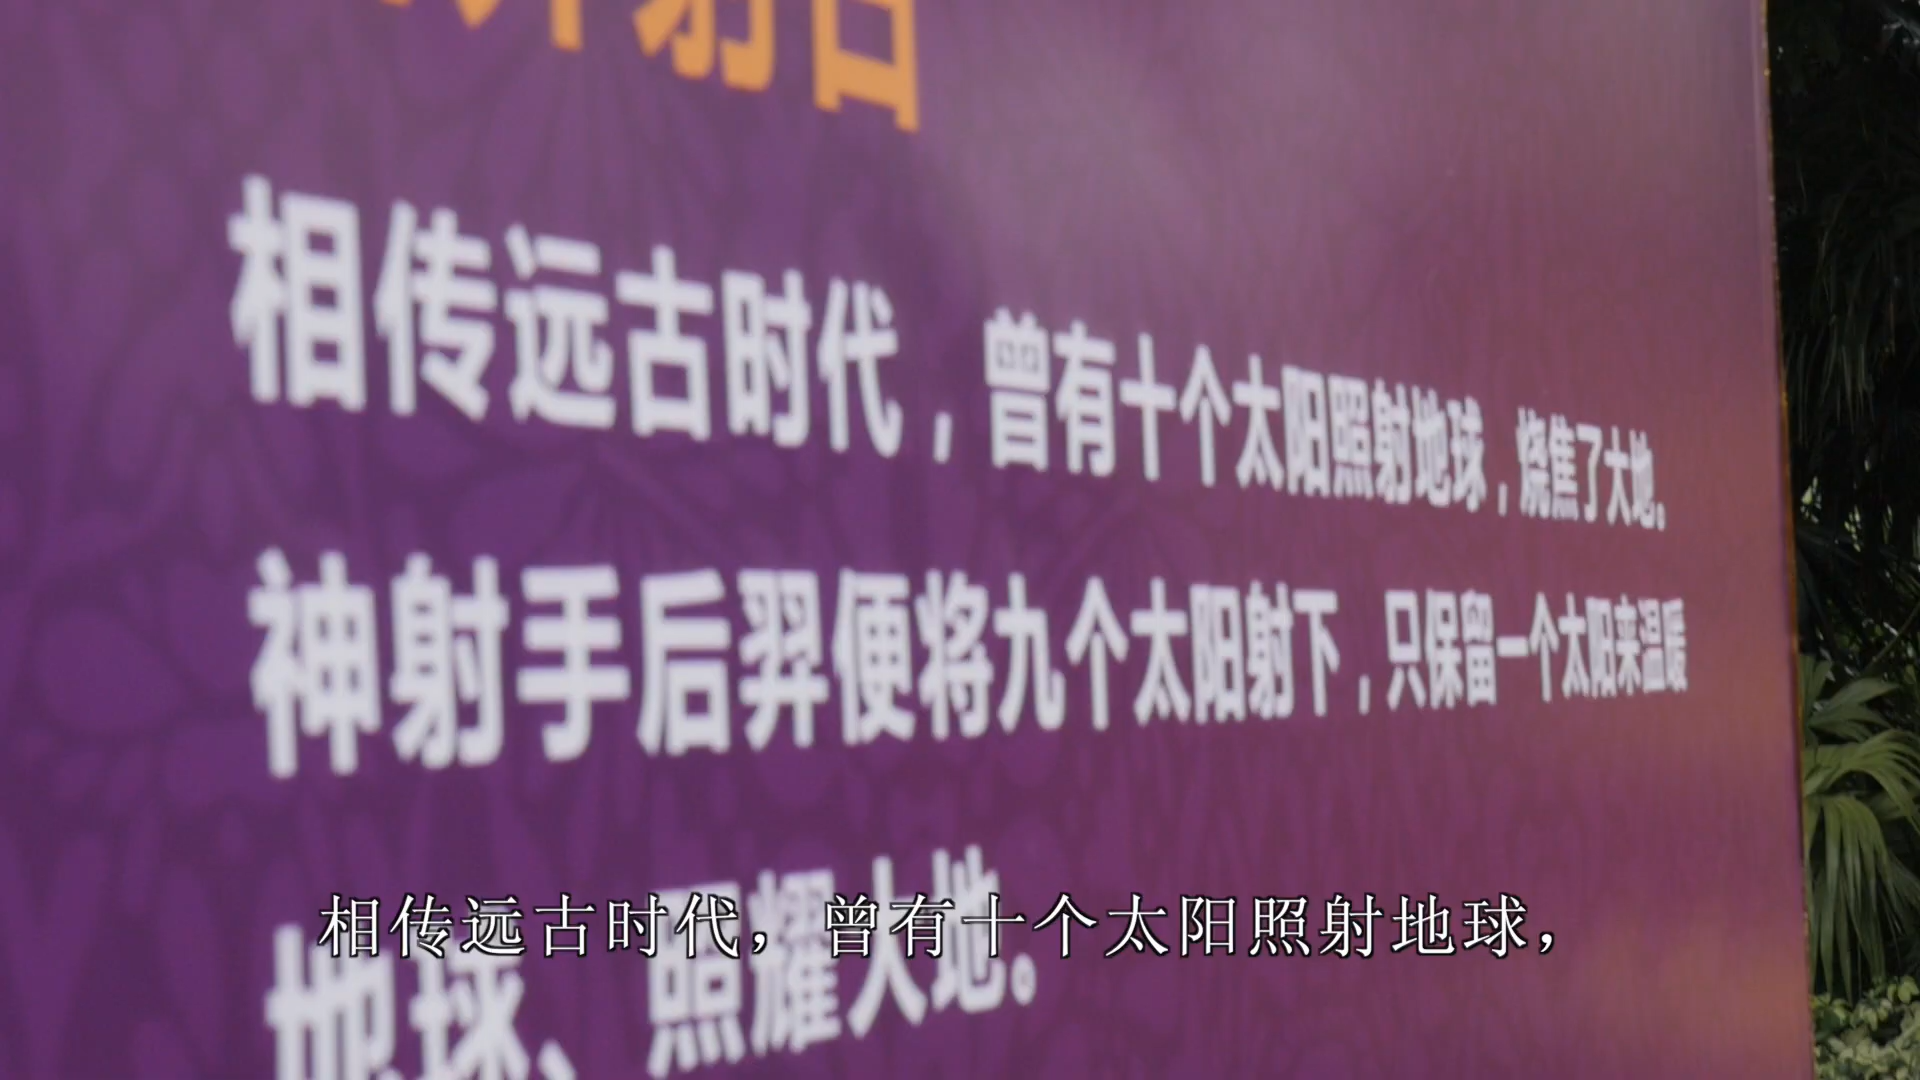 射日
相传远古时代，曾有十个太阳照射地球，烧焦了大地。
神射手后羿便将九个太阳射下，只保留一个太阳来温暖
地球、照耀大地。
相传远古时代，曾有十个太阳照射地球，